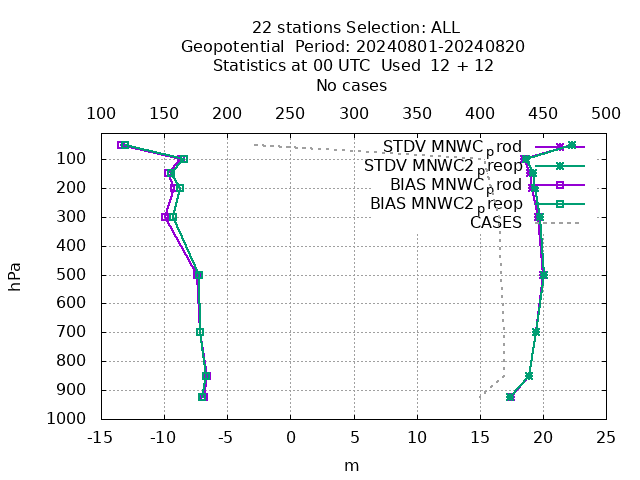 22 stations Selection: ALL
Geopotential  Period: 20240801-20240820
Statistics at 00 UTC  Used  12 + 12
No cases
100 150 200 250 300 350 400 450 500
STDV MNWC_prod
STDV MNWC2_preop
BIAS MNWC_prod
BIAS MNWC2_preop
CASES
100
200
300
400
500
600
700
800
900
1000
hPa
-15 -10 -5 0 5 10 15 20 25
m